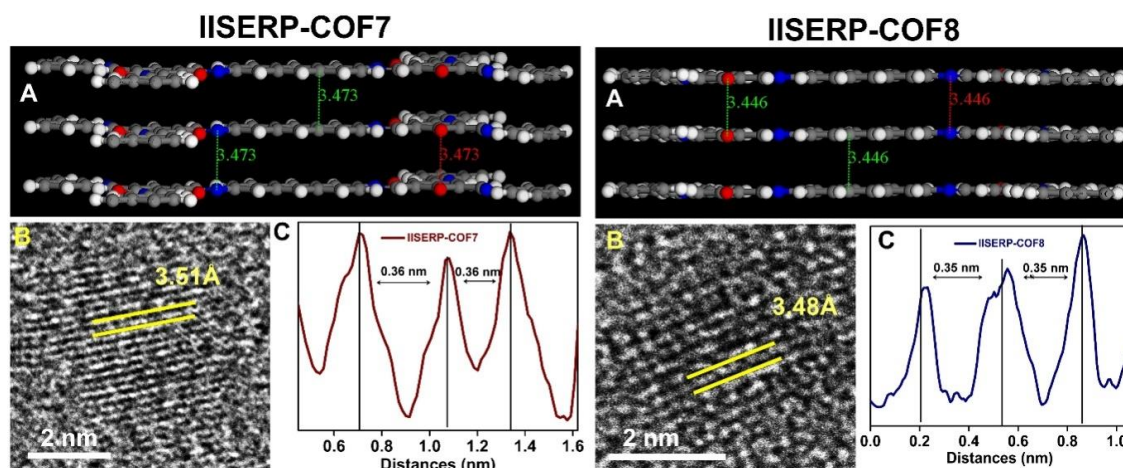 IISERP-COF7
A
3.473
3.473
3.473
B
3.51Å
2 nm
C
IISERP-COF7
0.36 nm
0.36 nm
0.6 0.8 1.0 1.2 1.4 1.6
Distances (nm)
IISERP-COF8
A
3.446
3.446
3.446
B
3.48Å
2 nm
C
IISERP-COF8
0.35 nm
0.35 nm
0.0 0.2 0.4 0.6 0.8 1.0
Distances (nm)